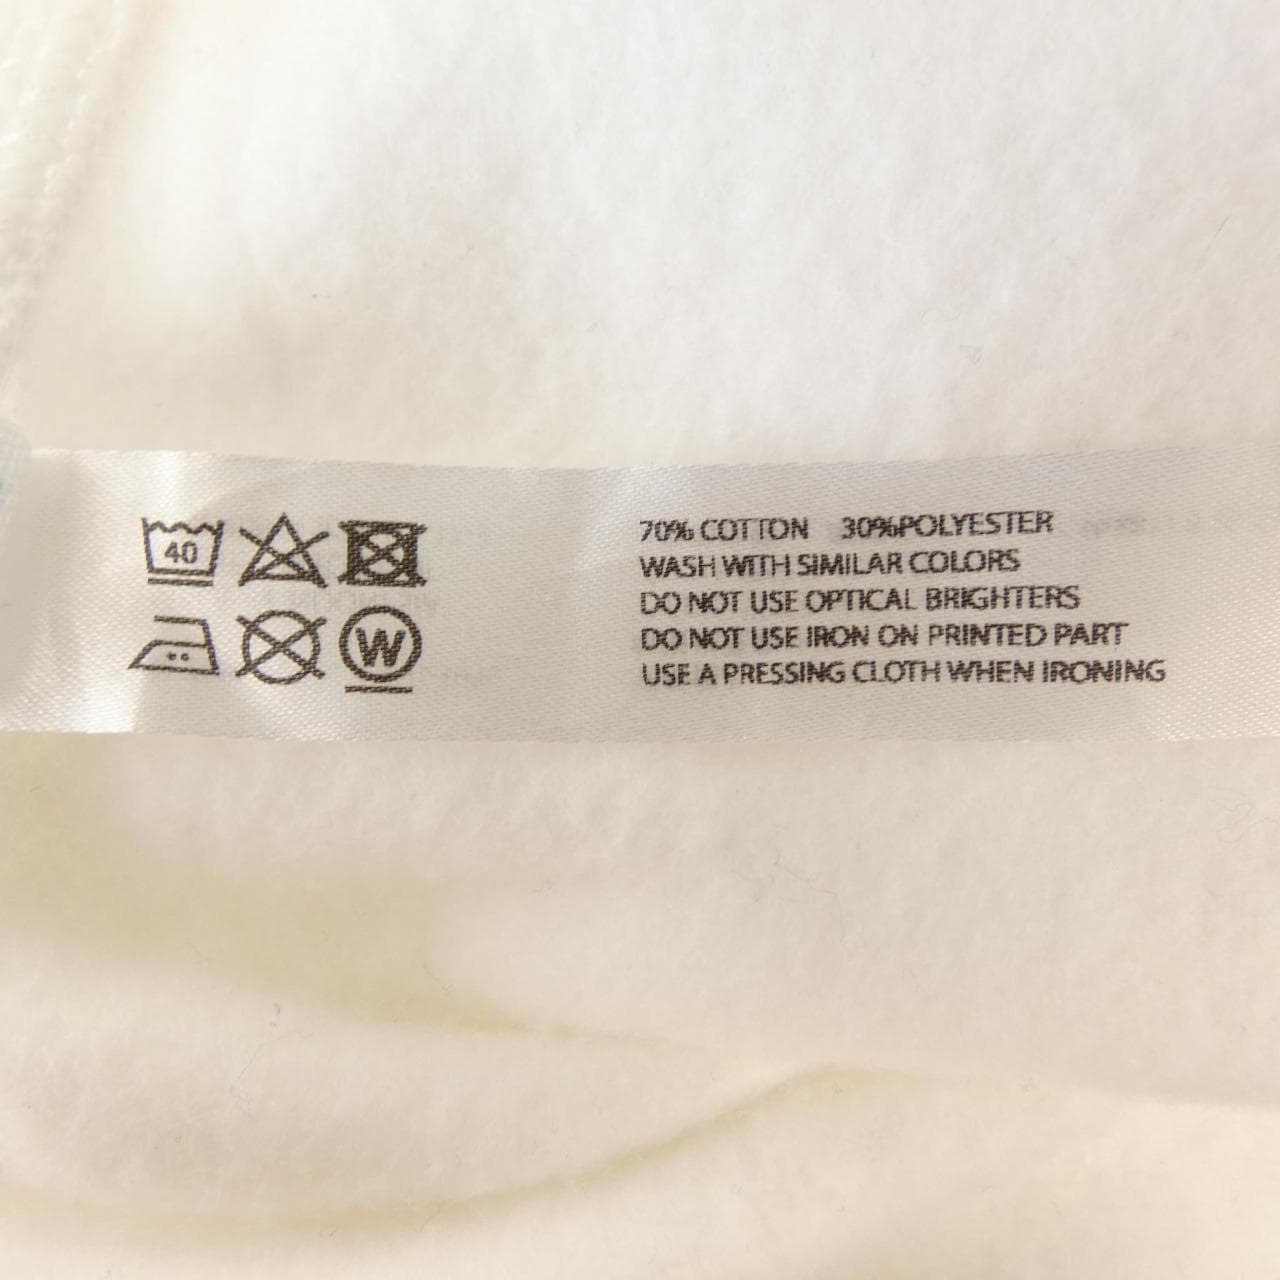 40
W
70% COTTON 30%POLYESTER
WASH WITH SIMILAR COLORS
DO NOT USE OPTICAL BRIGHTERS
DO NOT USE IRON ON PRINTED PART
USE A PRESSING CLOTH WHEN IRONING